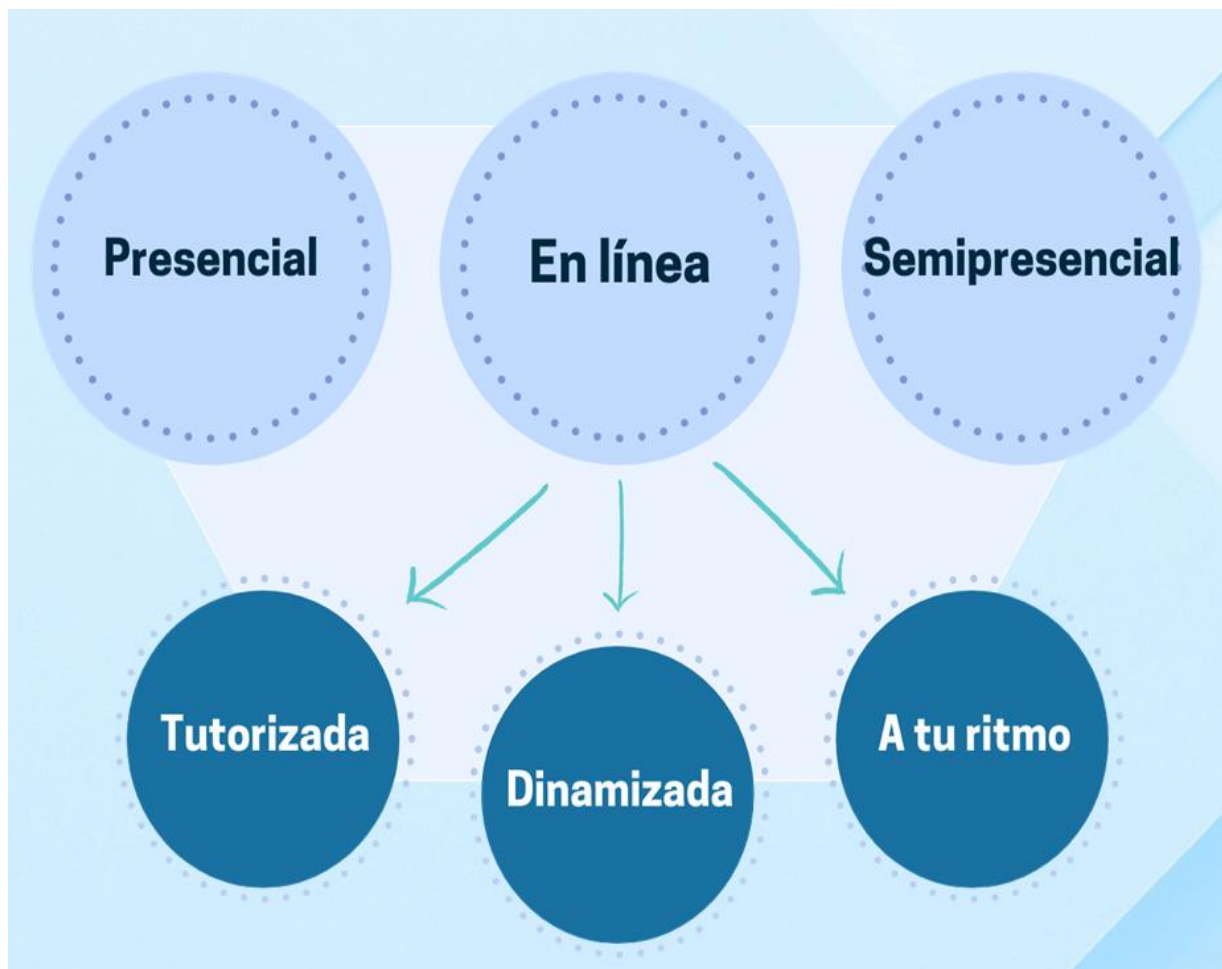 Presencial
En línea
Semipresencial
Tutorizada
Dinamizada
A tu ritmo